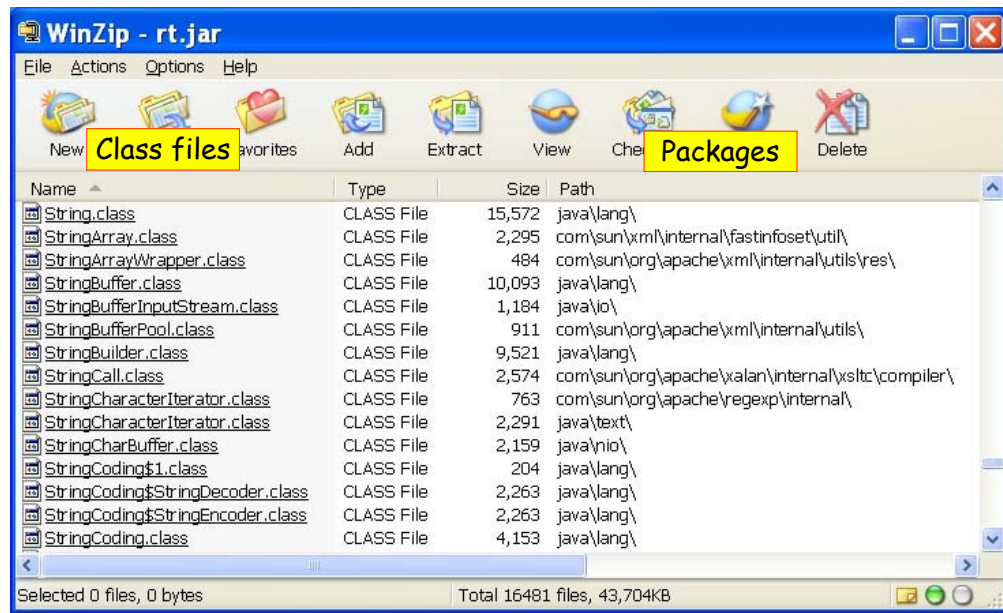 WinZip - rt.jar
File Actions Options Help
New Favorites Add Extract View Delete
Class files Packages
Name Type Size Path
String.class CLASS File 15,572 java\lang\
StringArray.class CLASS File 2,295 com\sun\xml\internal\fastinfoset\util\
StringArrayWrapper.class CLASS File 484 com\sun\org\apache\xml\internal\utils\res\
StringBuffer.class CLASS File 10,093 java\lang\
StringBufferInputStream.class CLASS File 1,184 java\io\
StringBufferPool.class CLASS File 911 com\sun\org\apache\xml\internal\utils\
StringBuilder.class CLASS File 9,521 java\lang\
StringCall.class CLASS File 2,574 com\sun\org\apache\xalan\internal\xsltc\compiler\
StringCharacterIterator.class CLASS File 763 com\sun\org\apache\regexp\internal\
StringCharacterIterator.class CLASS File 2,291 java\text\
StringCharBuffer.class CLASS File 2,159 java\nio\
StringCoding$1.class CLASS File 204 java\lang\
StringCoding$StringDecoder.class CLASS File 2,263 java\lang\
StringCoding$StringEncoder.class CLASS File 2,263 java\lang\
StringCoding.class CLASS File 4,153 java\lang\
Selected 0 files, 0 bytes Total 16481 files, 43,704KB